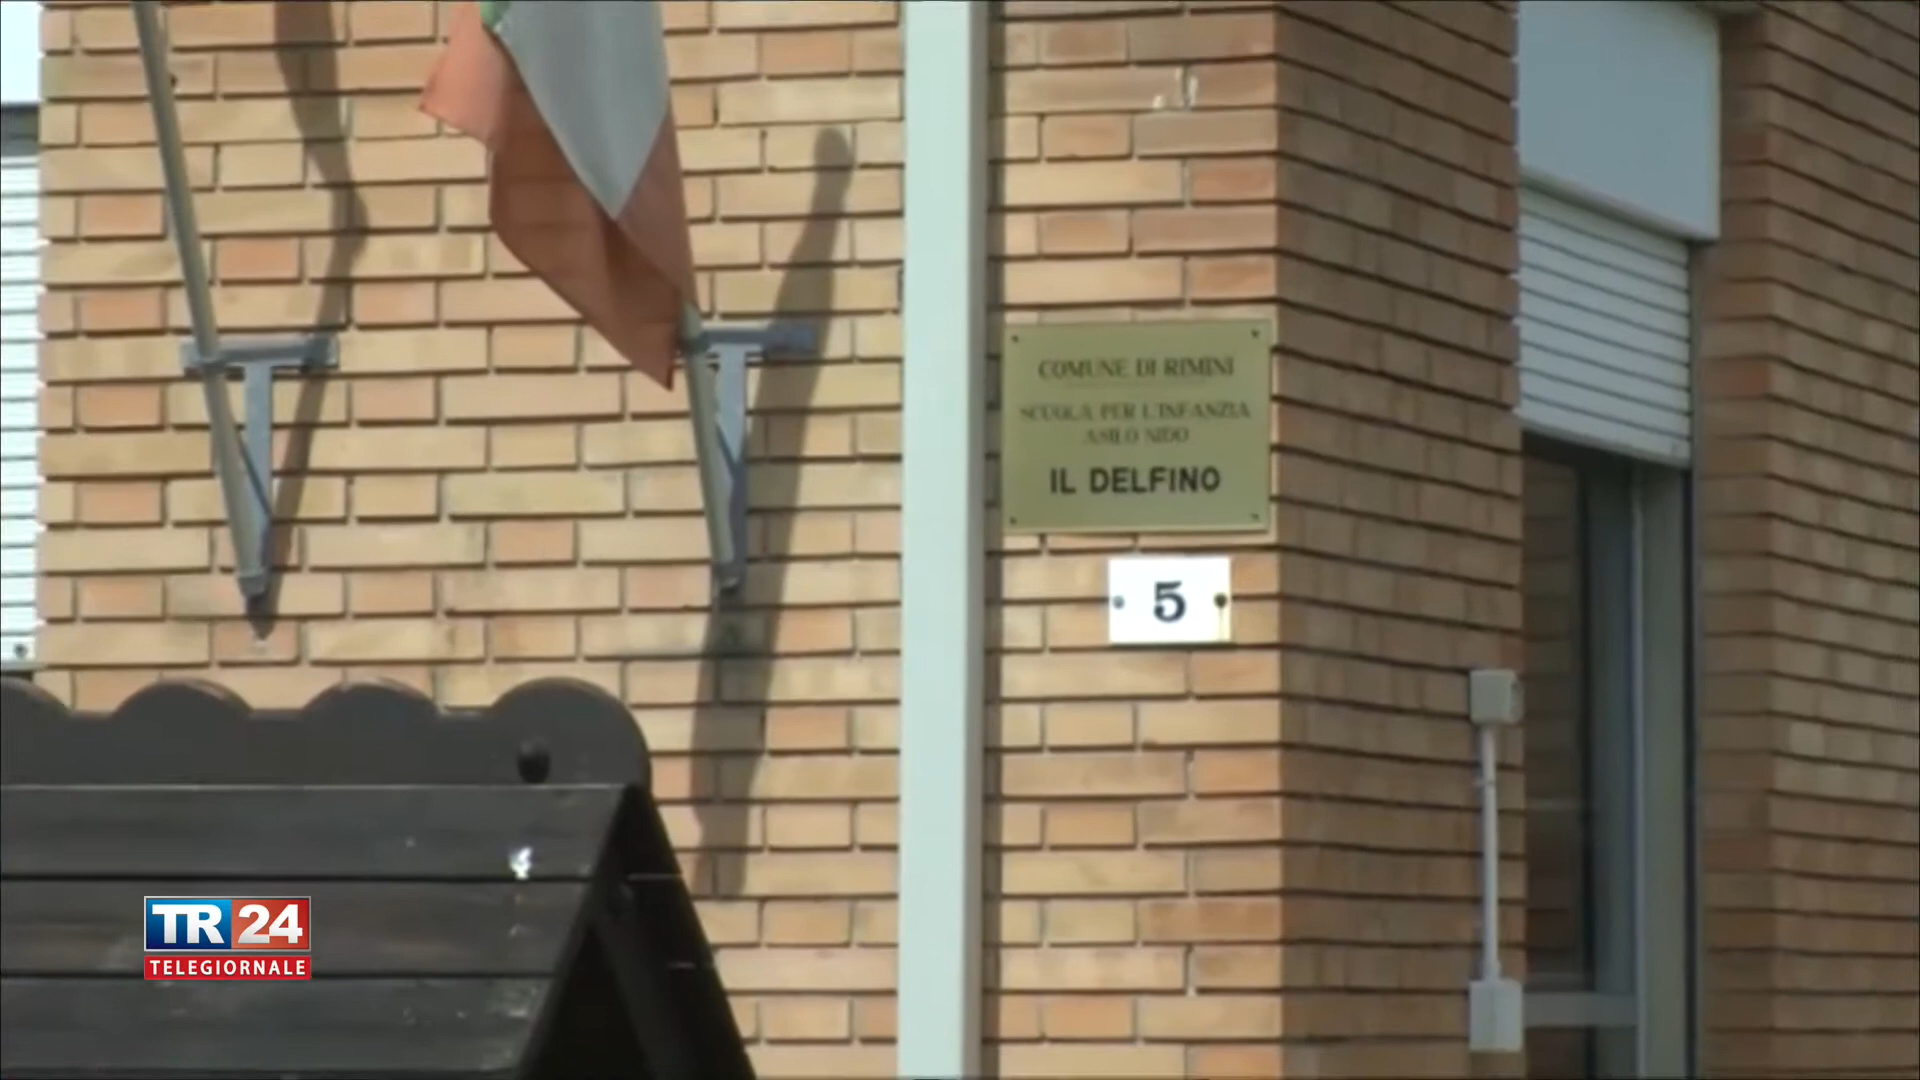 COMUNE DI RIMINI
SCUOLA PER L'INFANZIA
ASILO NIDO
IL DELFINO
5
TR24
TELEGIORNALE